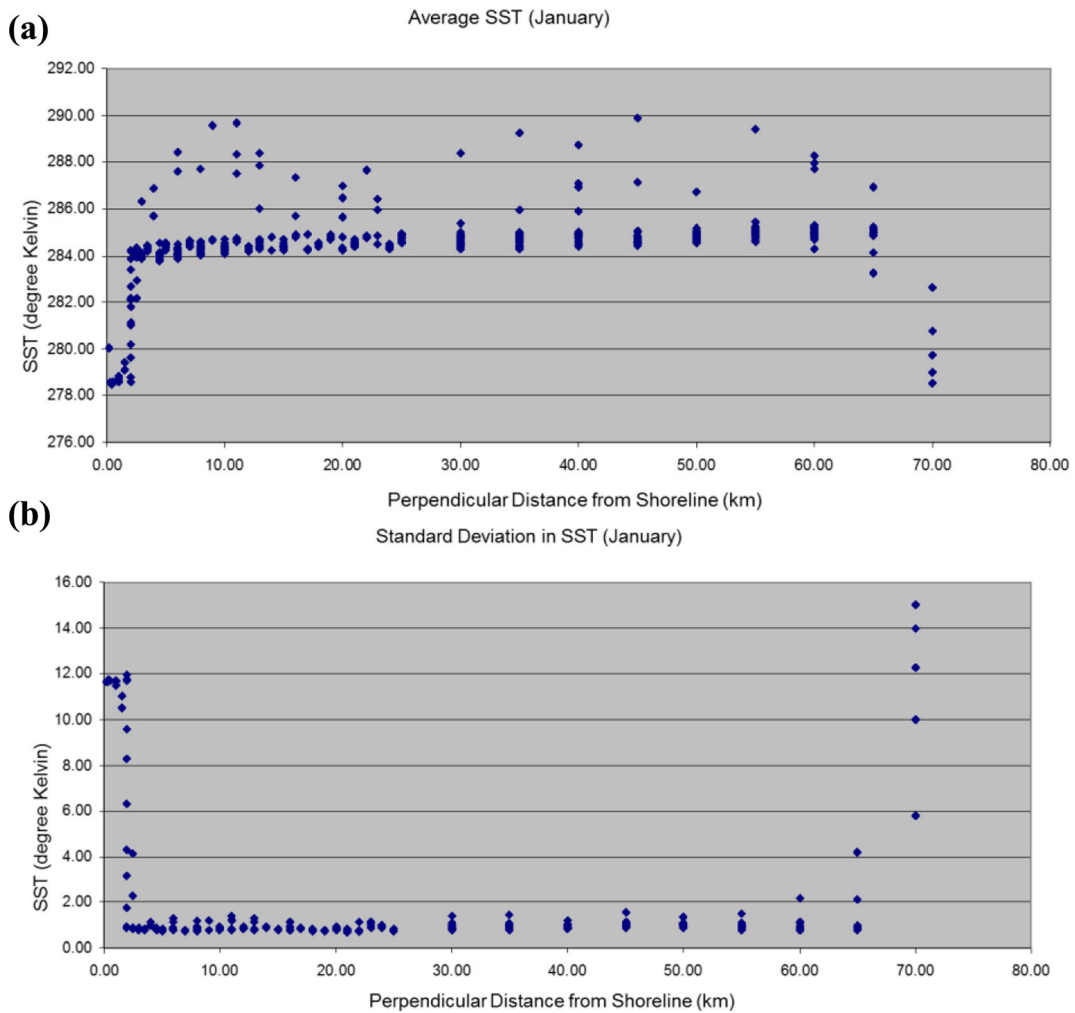 (a)
Average SST (January)
SST (degree Kelvin)
292.00
290.00
288.00
286.00
284.00
282.00
280.00
278.00
276.00
0.00 10.00 20.00 30.00 40.00 50.00 60.00 70.00 80.00
Perpendicular Distance from Shoreline (km)
(b)
Standard Deviation in SST (January)
SST (degree Kelvin)
16.00
14.00
12.00
10.00
8.00
6.00
4.00
2.00
0.00
0.00 10.00 20.00 30.00 40.00 50.00 60.00 70.00 80.00
Perpendicular Distance from Shoreline (km)